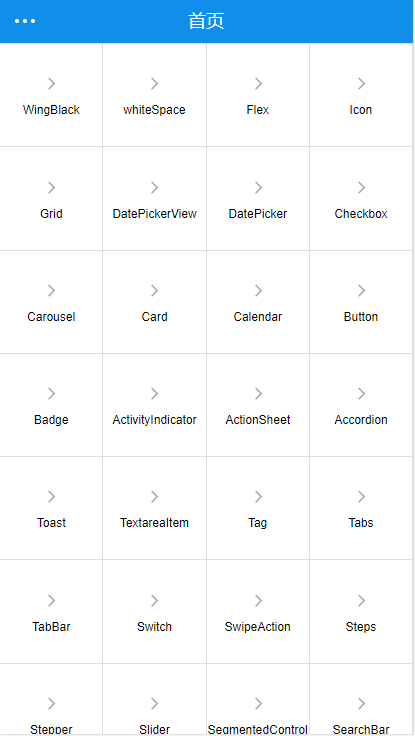 首页
WingBlack whiteSpace Flex Icon
Grid DatePickerView DatePicker Checkbox
Carousel Card Calendar Button
Badge ActivityIndicator ActionSheet Accordion
Toast TextareaItem Tag Tabs
TabBar Switch SwipeAction Steps
Stepper Slider SegmentedControl SearchBar